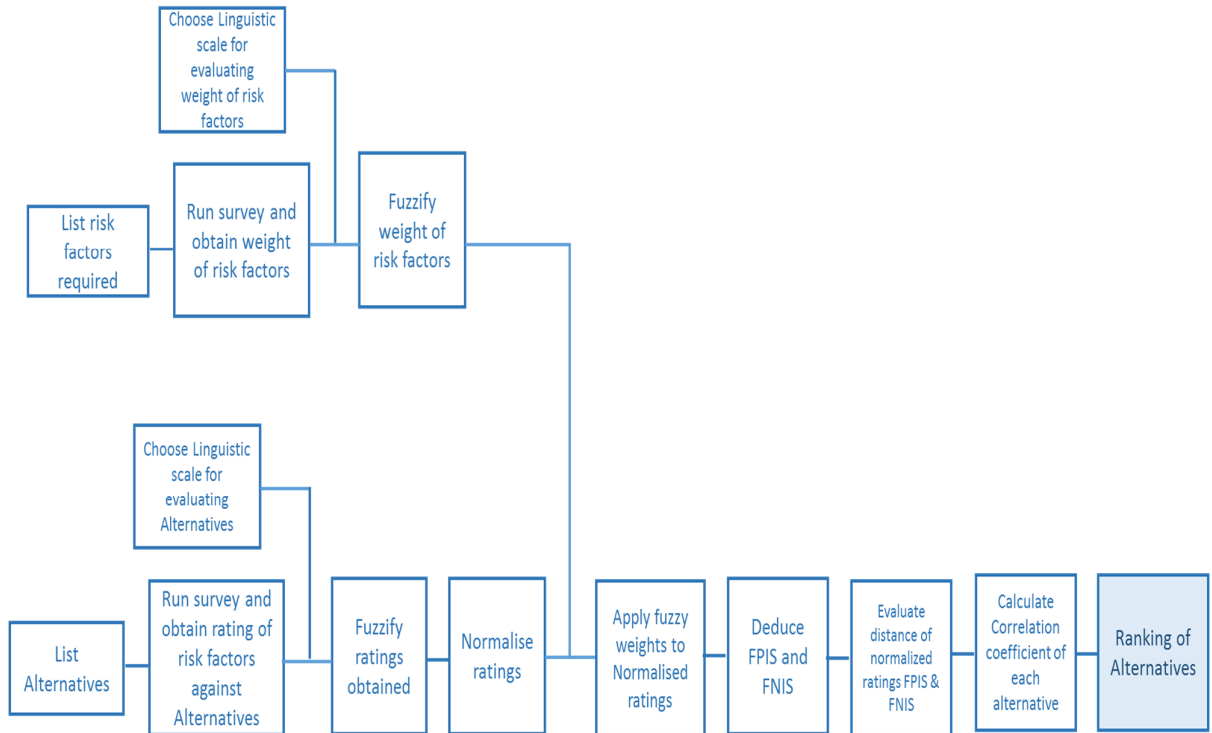 Choose Linguistic
scale for
evaluating
weight of risk
factors
List risk
factors
required
Run survey and
obtain weight
of risk factors
Fuzzify
weight of
risk factors
Choose Linguistic
scale for
evaluating
Alternatives
List
Alternatives
Run survey and
obtain rating of
risk factors
against
Alternatives
Fuzzify
ratings
obtained
Normalise
ratings
Apply fuzzy
weights to
Normalised
ratings
Deduce
FPIS and
FNIS
Evaluate
distance of
normalized
ratings FPIS &
FNIS
Calculate
Correlation
coefficient of
each
alternative
Ranking of
Alternatives